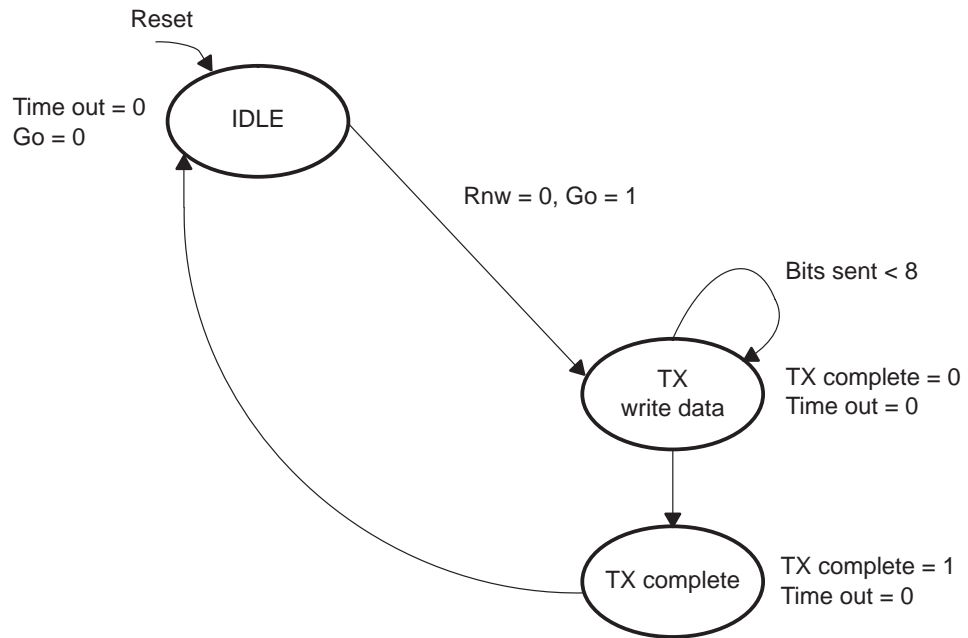 Reset
Time out = 0
Go = 0
IDLE
Rnw = 0, Go = 1
Bits sent < 8
TX
write data
TX complete = 0
Time out = 0
TX complete
TX complete = 1
Time out = 0